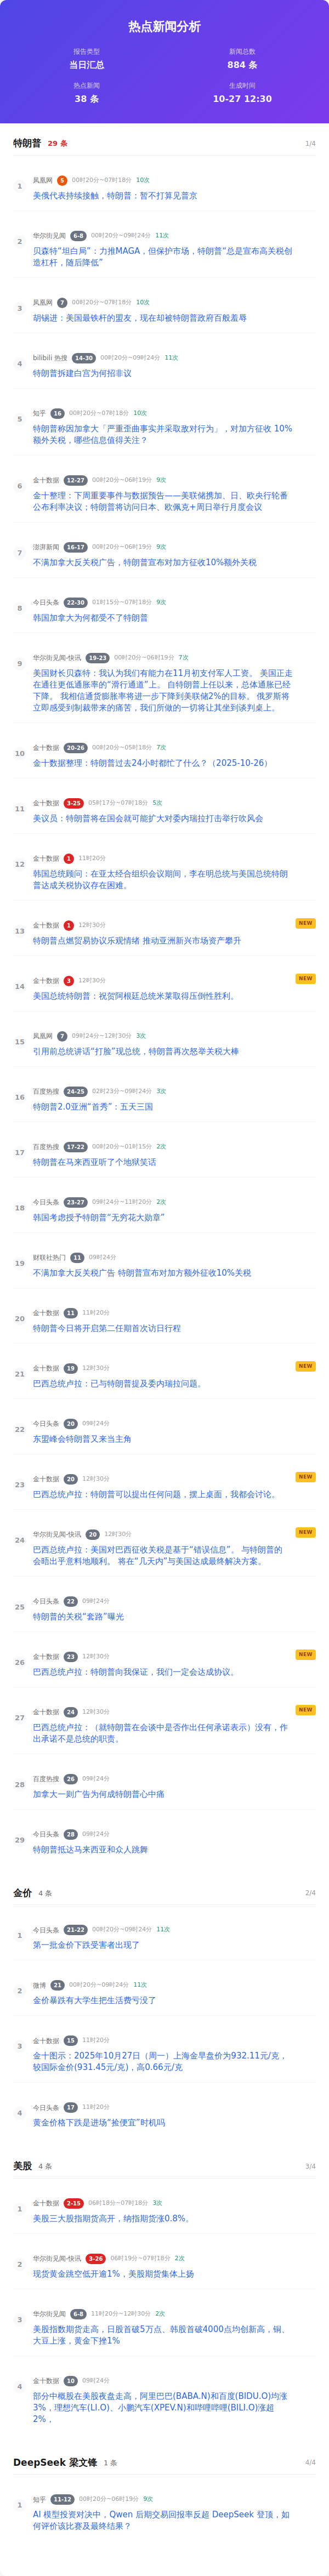 热点新闻分析
报告类型
当日汇总
新闻总数
884 条
热点新闻
38 条
生成时间
10-27 12:30
特朗普 29 条 1/4
1
凤凰网 5 00时20分~07时18分 10次
美俄代表持续接触，特朗普：暂不打算见普京
2
华尔街见闻 6-8 00时20分~09时24分 11次
贝森特“坦白局”：力推MAGA，但保护市场，特朗普“总是宣布高关税创
造杠杆，随后降低”
3
凤凰网 7 00时20分~07时18分 10次
胡锡进：美国最铁杆的盟友，现在却被特朗普政府百般羞辱
4
bilibili 热搜 14-30 00时20分~09时24分 11次
特朗普拆建白宫为何招非议
5
知乎 16 00时20分~07时18分 10次
特朗普称因加拿大「严重歪曲事实并采取敌对行为」，对加方征收 10%
额外关税，哪些信息值得关注？
6
金十数据 12-27 00时20分~06时19分 9次
金十整理：下周重要事件与数据预告——美联储携加、日、欧央行轮番
公布利率决议；特朗普将访问日本、欧佩克+周日举行月度会议
7
澎湃新闻 16-17 00时20分~06时19分 9次
不满加拿大反关税广告，特朗普宣布对加方征收10%额外关税
8
今日头条 22-30 01时15分~07时18分 9次
韩国加拿大为何都受不了特朗普
9
华尔街见闻-快讯 19-23 00时20分~06时19分 7次
美国财长贝森特：我认为我们有能力在11月初支付军人工资。 美国正走
在通往更低通胀率的“滑行通道”上。 自特朗普上任以来，总体通胀已经
下降。 我相信通货膨胀率将进一步下降到美联储2%的目标。 俄罗斯将
立即感受到制裁带来的痛苦，我们所做的一切将让其坐到谈判桌上。
10
金十数据 20-26 00时20分~05时18分 7次
金十数据整理：特朗普过去24小时都忙了什么？（2025-10-26）
11
金十数据 3-25 05时17分~07时18分 5次
美议员：特朗普将在国会就可能扩大对委内瑞拉打击举行吹风会
12
金十数据 1 11时20分
韩国总统顾问：在亚太经合组织会议期间，李在明总统与美国总统特朗
普达成关税协议存在困难。
13
金十数据 1 12时30分
NEW
特朗普点燃贸易协议乐观情绪 推动亚洲新兴市场资产攀升
14
金十数据 3 12时30分
NEW
美国总统特朗普：祝贺阿根廷总统米莱取得压倒性胜利。
15
凤凰网 7 09时24分~12时30分 3次
引用前总统讲话“打脸”现总统，特朗普再次怒举关税大棒
16
百度热搜 24-25 02时23分~09时24分 3次
特朗普2.0亚洲“首秀”：五天三国
17
百度热搜 17-22 00时20分~01时15分 2次
特朗普在马来西亚听了个地狱笑话
18
今日头条 23-27 09时24分~11时20分 2次
韩国考虑授予特朗普“无穷花大勋章”
19
财联社热门 11 09时24分
不满加拿大反关税广告 特朗普宣布对加方额外征收10%关税
20
金十数据 11 11时20分
特朗普今日将开启第二任期首次访日行程
21
金十数据 19 12时30分
NEW
巴西总统卢拉：已与特朗普提及委内瑞拉问题。
22
今日头条 20 09时24分
东盟峰会特朗普又来当主角
23
金十数据 20 12时30分
NEW
巴西总统卢拉：特朗普可以提出任何问题，摆上桌面，我都会讨论。
24
华尔街见闻-快讯 20 12时30分
NEW
巴西总统卢拉：美国对巴西征收关税是基于“错误信息”。 与特朗普的
会晤出乎意料地顺利。 将在“几天内”与美国达成最终解决方案。
25
今日头条 22 09时24分
特朗普的关税“套路”曝光
26
金十数据 23 12时30分
NEW
巴西总统卢拉：特朗普向我保证，我们一定会达成协议。
27
金十数据 24 12时30分
NEW
巴西总统卢拉：（就特朗普在会谈中是否作出任何承诺表示）没有，作
出承诺不是总统的职责。
28
百度热搜 26 09时24分
加拿大一则广告为何成特朗普心中痛
29
今日头条 28 09时24分
特朗普抵达马来西亚和众人跳舞
金价 4 条 2/4
1
今日头条 21-22 00时20分~09时24分 11次
第一批金价下跌受害者出现了
2
微博 21 00时20分~09时24分 11次
金价暴跌有大学生把生活费亏没了
3
金十数据 15 11时20分
金十图示：2025年10月27日（周一）上海金早盘价为932.11元/克，
较国际金价(931.45元/克)，高0.66元/克
4
今日头条 17 11时20分
黄金价格下跌是进场“捡便宜”时机吗
美股 4 条 3/4
1
金十数据 2-15 06时18分~07时18分 3次
美股三大股指期货高开，纳指期货涨0.8%。
2
华尔街见闻-快讯 3-26 06时19分~07时18分 2次
现货黄金跳空低开逾1%，美股期货集体上扬
3
华尔街见闻 6-8 11时20分~12时30分 2次
美股指数期货走高，日股首破5万点、韩股首破4000点均创新高，铜、
大豆上涨，黄金下挫1%
4
金十数据 10 09时24分
部分中概股在美股夜盘走高，阿里巴巴(BABA.N)和百度(BIDU.O)均涨
3%，理想汽车(LI.O)、小鹏汽车(XPEV.N)和哔哩哔哩(BILI.O)涨超
2%，
DeepSeek 梁文锋 1 条 4/4
1
知乎 11-12 00时20分~06时19分 9次
AI 模型投资对决中，Qwen 后期交易回报率反超 DeepSeek 登顶，如
何评价该比赛及最终结果？